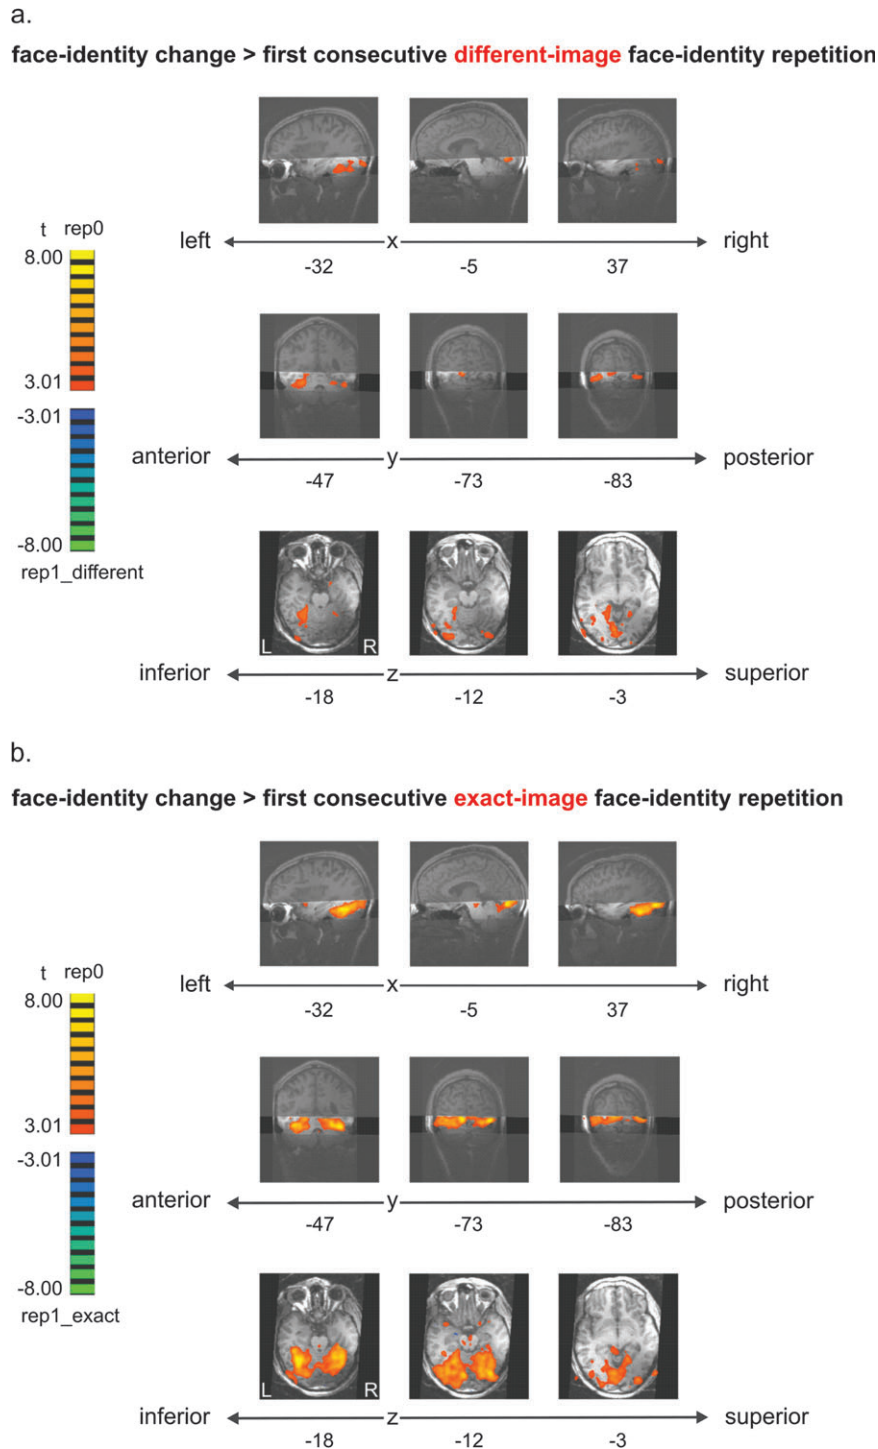 a.
face-identity change > first consecutive different-image face-identity repetition
t rep0
8.00
3.01
-3.01
-8.00
rep1_different
left x right
-32 -5 37
anterior y posterior
-47 -73 -83
L R
inferior z superior
-18 -12 -3
b.
face-identity change > first consecutive exact-image face-identity repetition
t rep0
8.00
3.01
-3.01
-8.00
rep1_exact
left x right
-32 -5 37
anterior y posterior
-47 -73 -83
L R
inferior z superior
-18 -12 -3